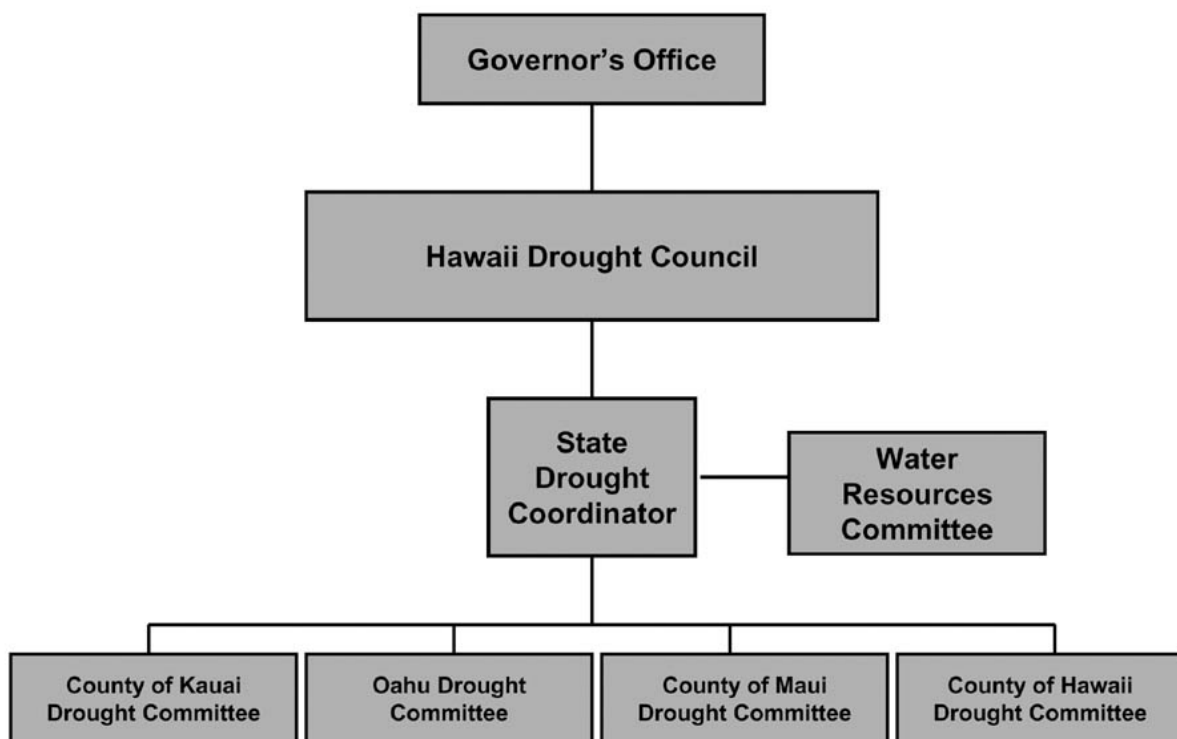 Governor’s Office
Hawaii Drought Council
State
Drought
Coordinator
Water
Resources
Committee
County of Kauai
Drought Committee
Oahu Drought
Committee
County of Maui
Drought Committee
County of Hawaii
Drought Committee